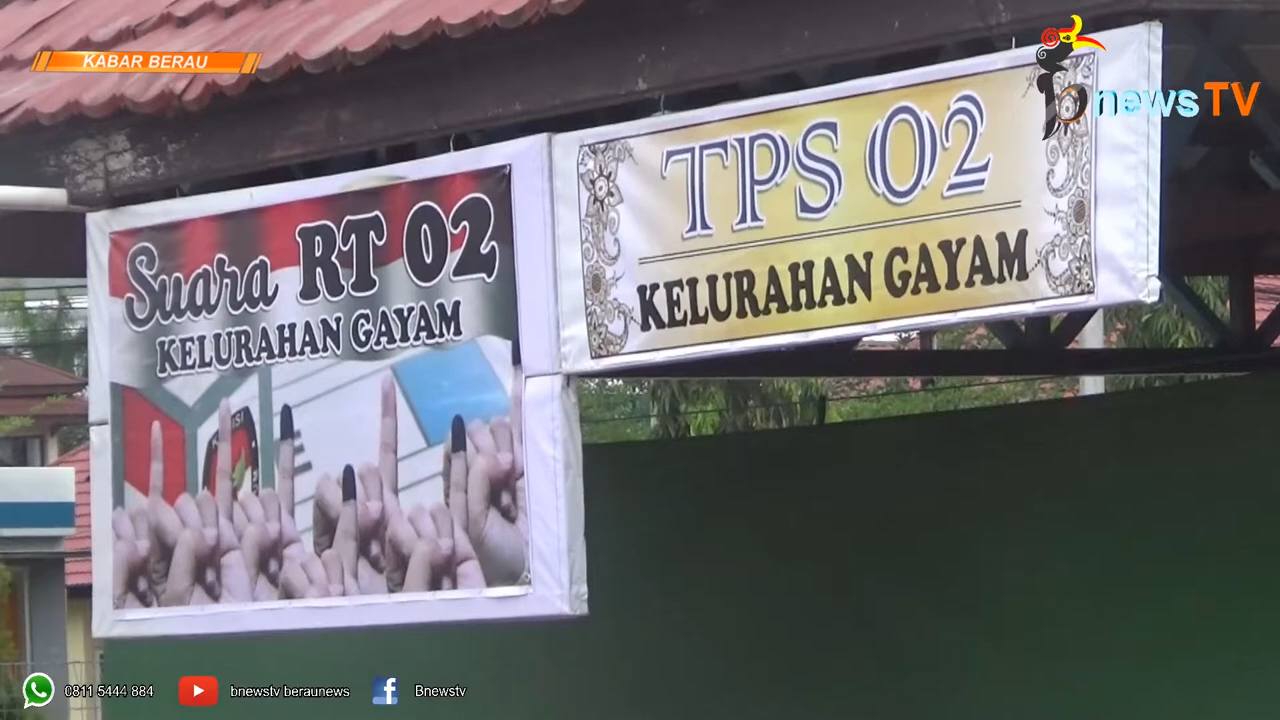 KABAR BERAU
bnewsTV
Suara RT 02
KELURAHAN GAYAM
TPS 02
KELURAHAN GAYAM
0811 5444 884
bnewstv beraunews
Bnewstv